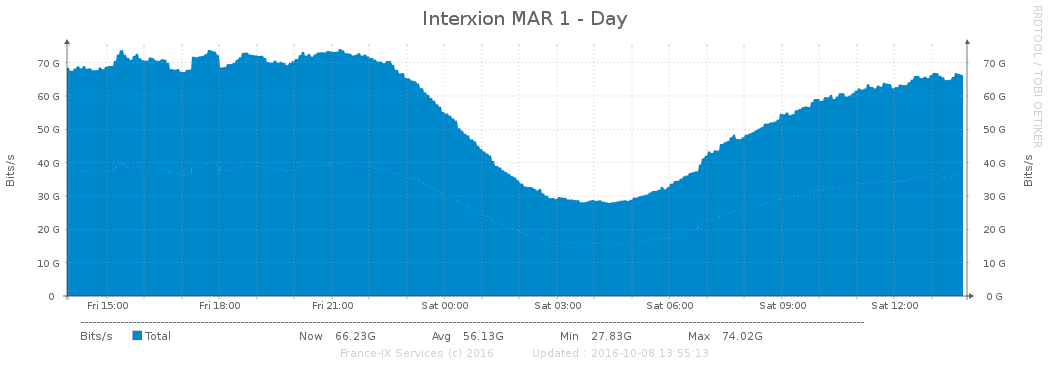 Interxion MAR 1 - Day
RRDTOOL / TOBI OETIKER
Bits/s
70 G 70 G
60 G 60 G
50 G 50 G
40 G 40 G
30 G 30 G
20 G 20 G
10 G 10 G
0 0 G
Bits/s
Fri 15:00 Fri 18:00 Fri 21:00 Sat 00:00 Sat 03:00 Sat 06:00 Sat 09:00 Sat 12:00
Bits/s Total Now 66.23G Avg 56.13G Min 27.83G Max 74.02G
France-IX Services (c) 2016 Updated : 2016-10-08 13:55:13